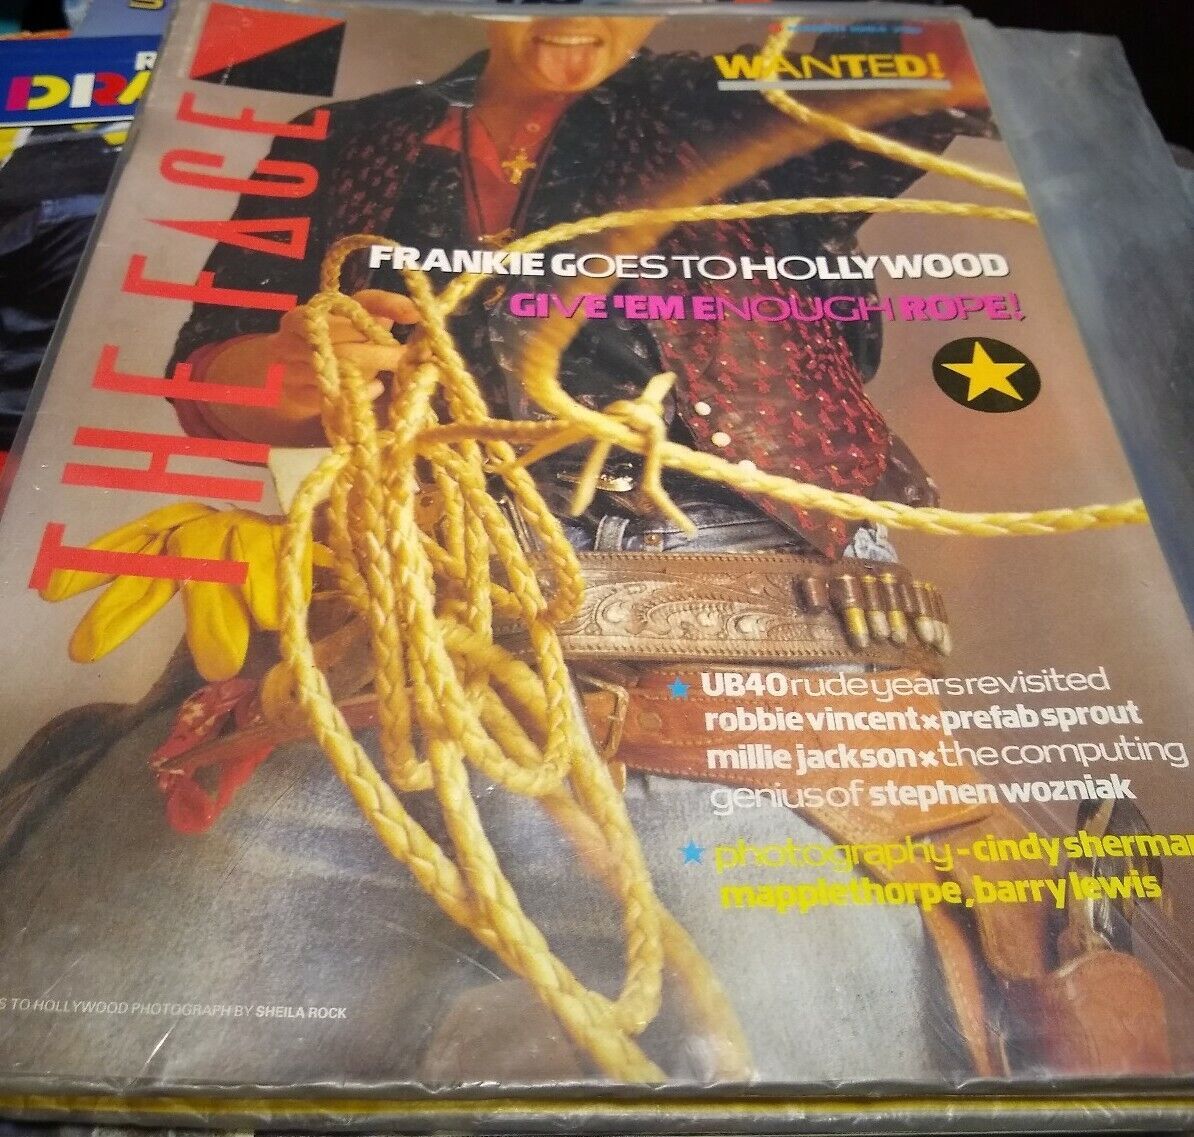 THE FACE
WANTED!
FRANKIE GOES TO HOLLYWOOD
GIVE 'EM ENOUGH ROPE!
UB40 rude years revisited
robbie vincent x prefab sprout
millie jackson x the computing
genius of stephen wozniak
photography - cindy sherman
mapplethorpe, barry lewis
S TO HOLLYWOOD PHOTOGRAPH BY SHEILA ROCK